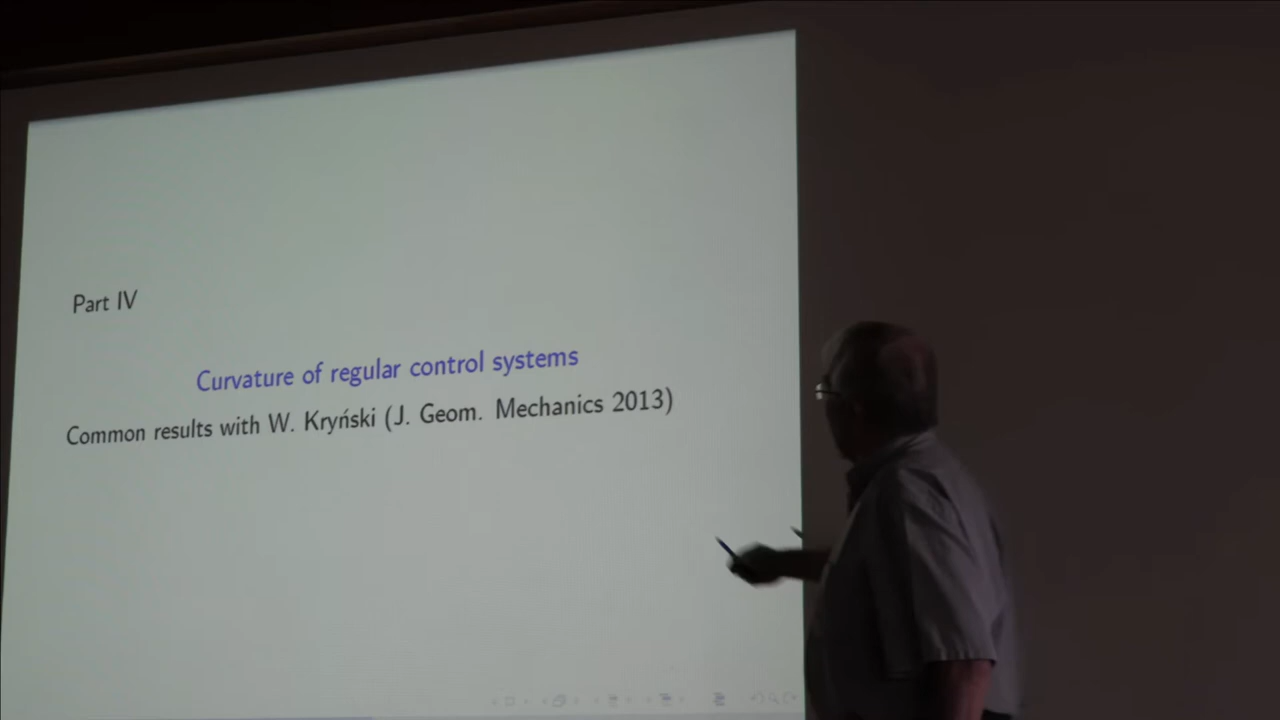 Part IV
Curvature of regular control systems
Common results with W. Kryński (J. Geom. Mechanics 2013)